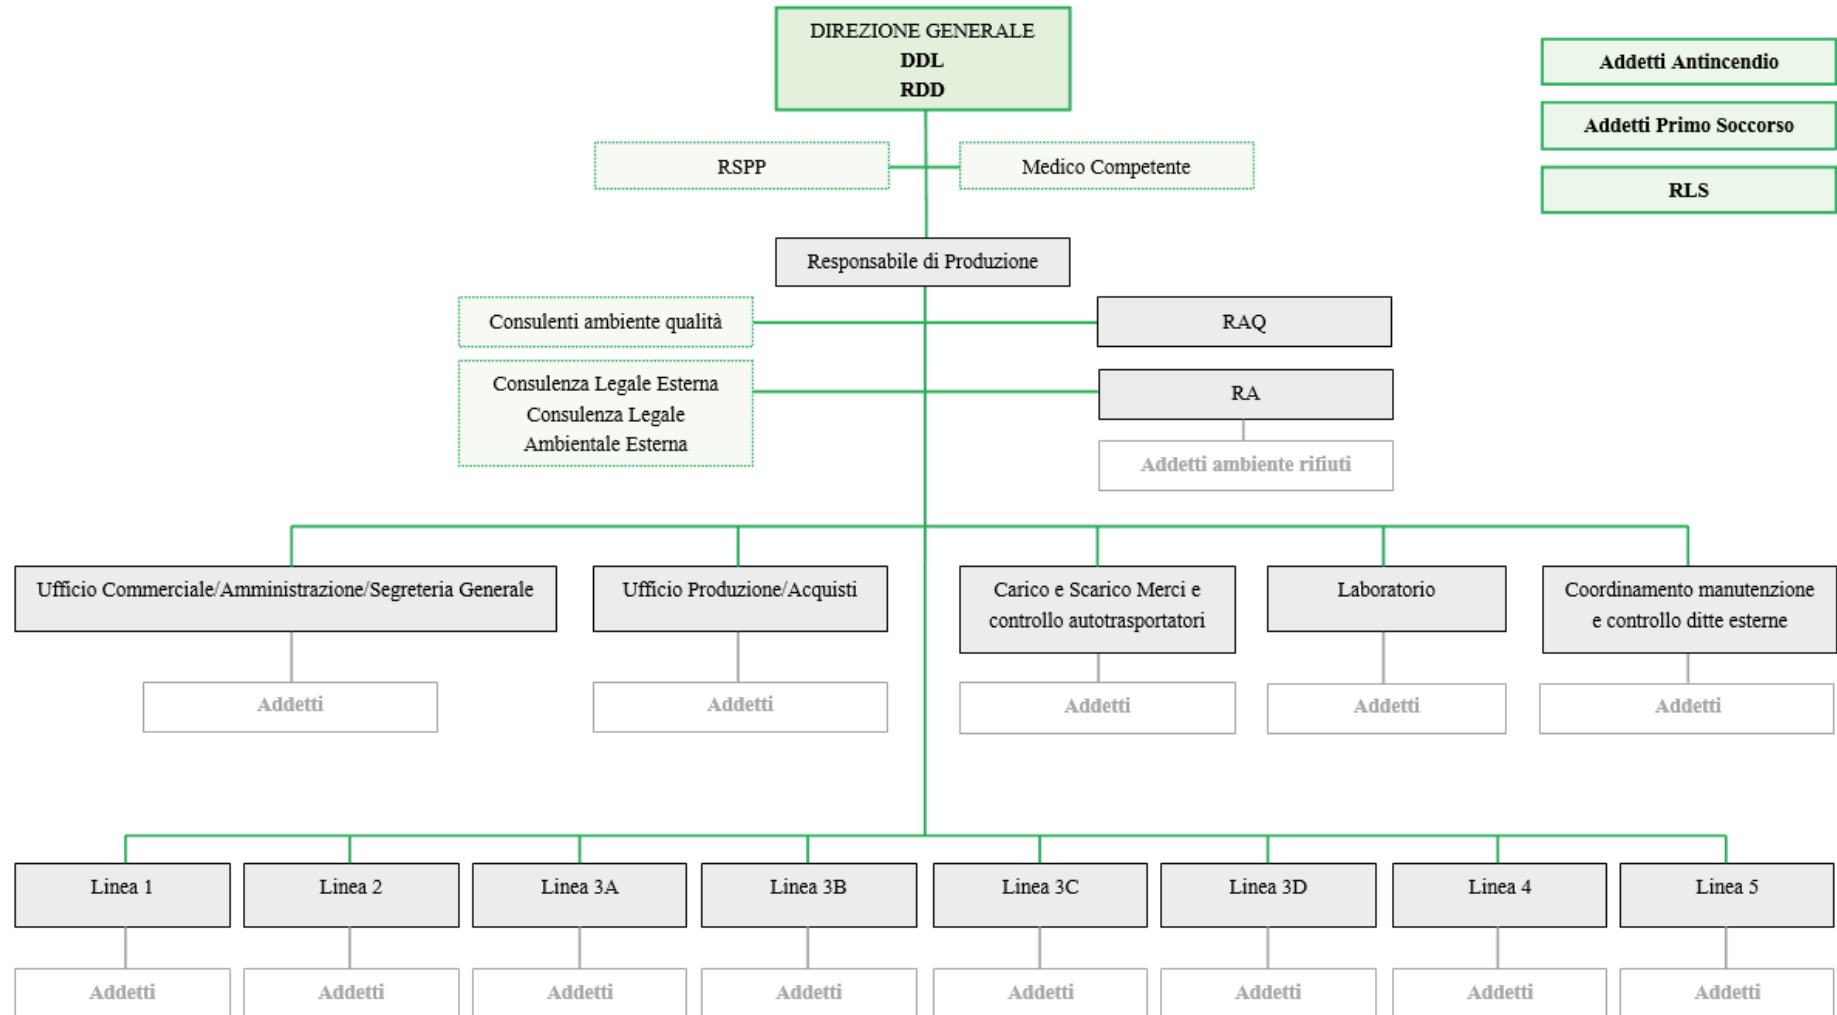 DIREZIONE GENERALE
DDL
RDD
Addetti Antincendio
Addetti Primo Soccorso
RLS
RSPP
Medico Competente
Responsabile di Produzione
Consulenti ambiente qualità
RAQ
Consulenza Legale Esterna
Consulenza Legale
Ambientale Esterna
RA
Addetti ambiente rifiuti
Ufficio Commerciale/Amministrazione/Segreteria Generale
Ufficio Produzione/Acquisti
Carico e Scarico Merci e
controllo autotrasportatori
Laboratorio
Coordinamento manutenzione
e controllo ditte esterne
Addetti
Addetti
Addetti
Addetti
Addetti
Linea 1
Linea 2
Linea 3A
Linea 3B
Linea 3C
Linea 3D
Linea 4
Linea 5
Addetti
Addetti
Addetti
Addetti
Addetti
Addetti
Addetti
Addetti